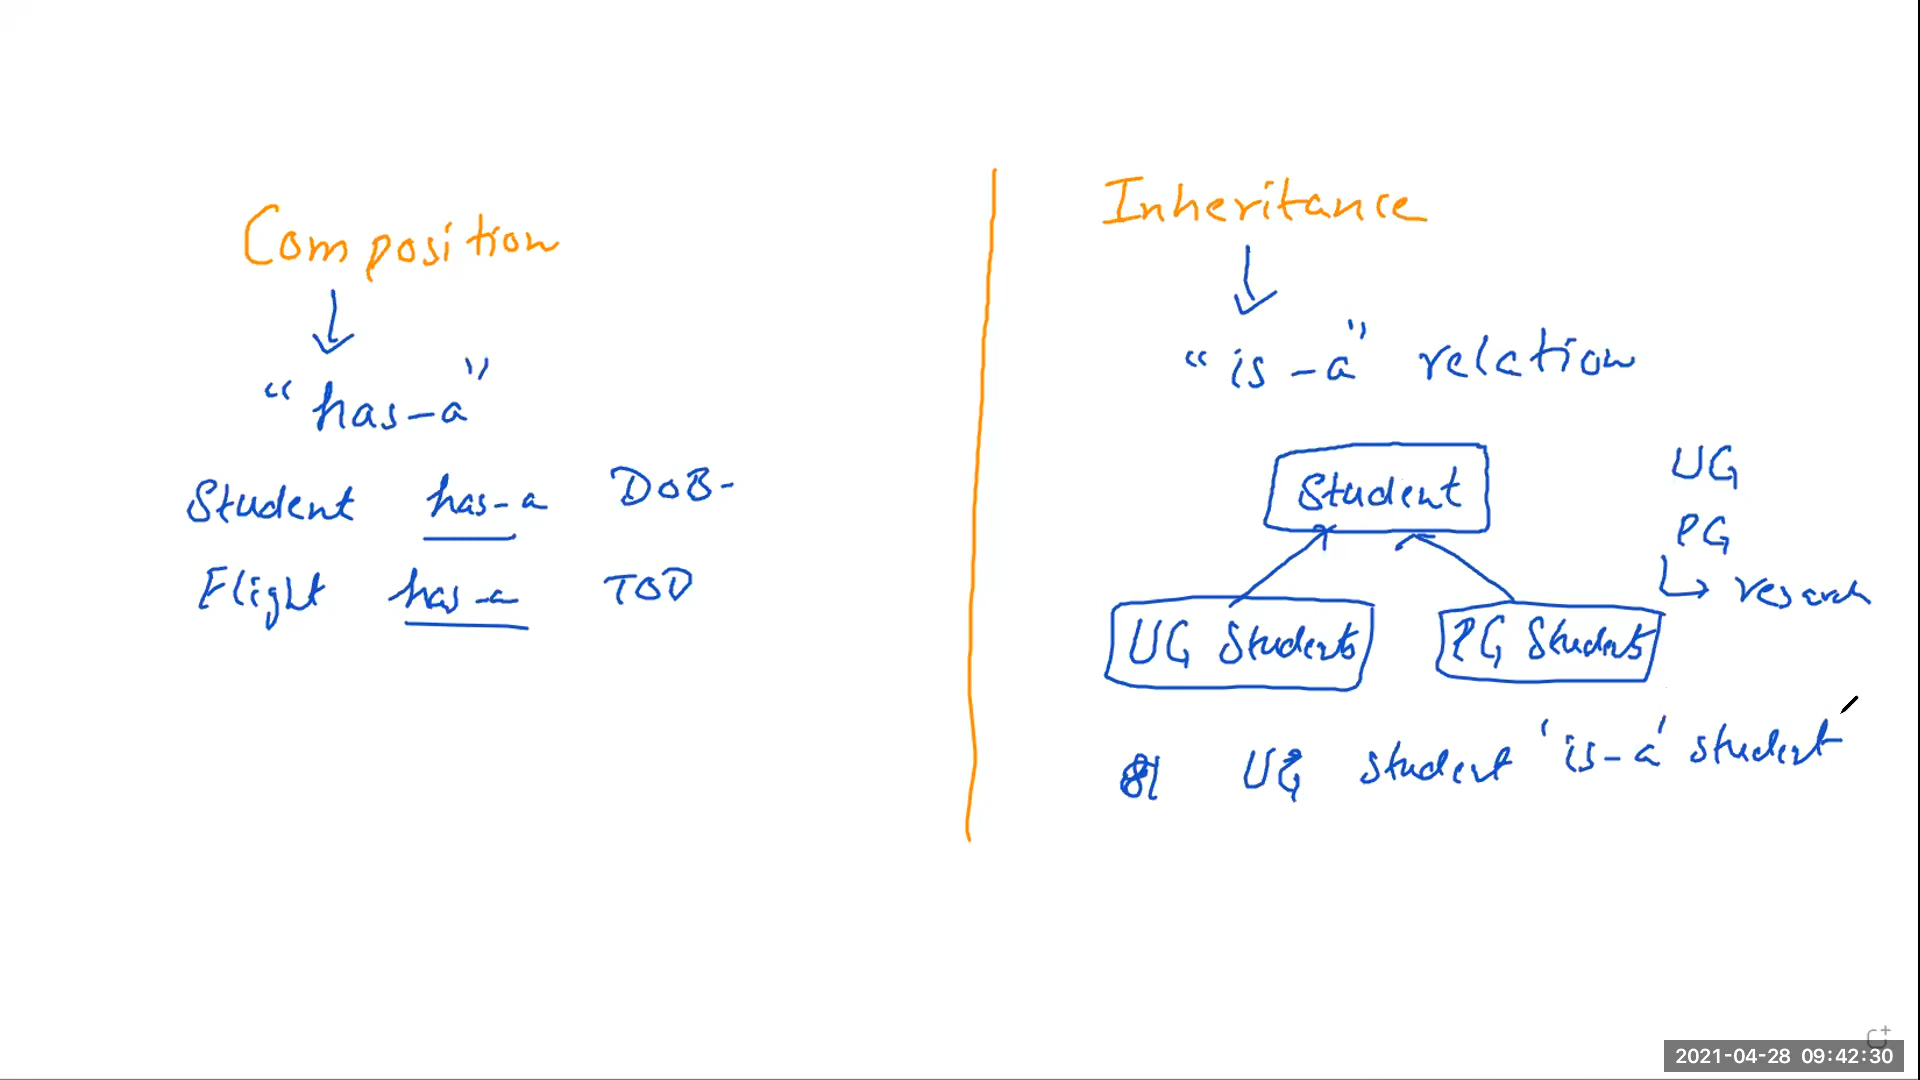 Composition
"has-a"
Student has-a DOB-
Flight has-a TOD
Inheritance
"is-a" relation
Student
UG
PG
↳ research
UG Students
PG Students
UG student 'is-a' student
2021-04-28 09:42:30